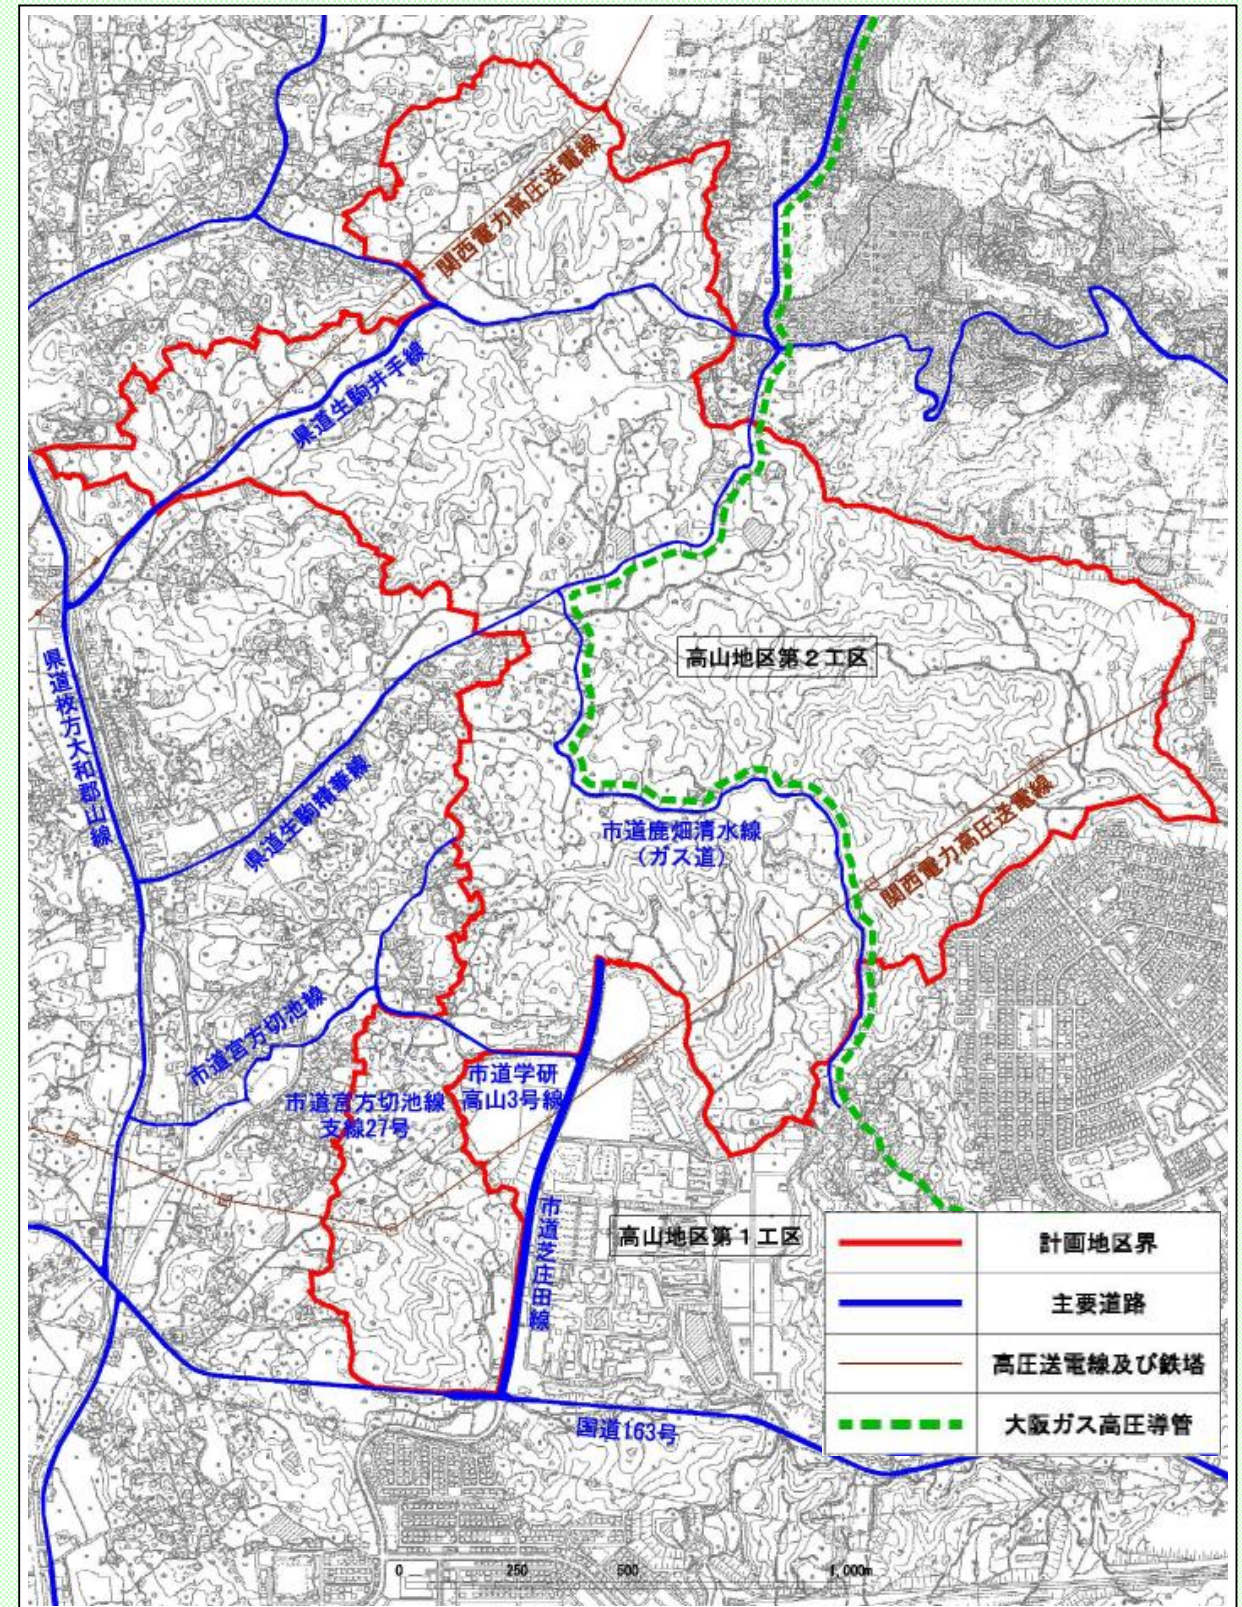 関西電力高圧送電線
県道生駒井手線
高山地区第2工区
県道枚方大和郡山線
県道生駒精華線
市道鹿畑清水線
(ガス道)
関西電力高圧送電線
市道宮方切池線
市道学研
高山3号線
市道宮方切池線
支線27号
市道芝庄田線
高山地区第1工区
計画地区界
主要道路
高圧送電線及び鉄塔
大阪ガス高圧導管
国道163号
0 250 500 1,000m